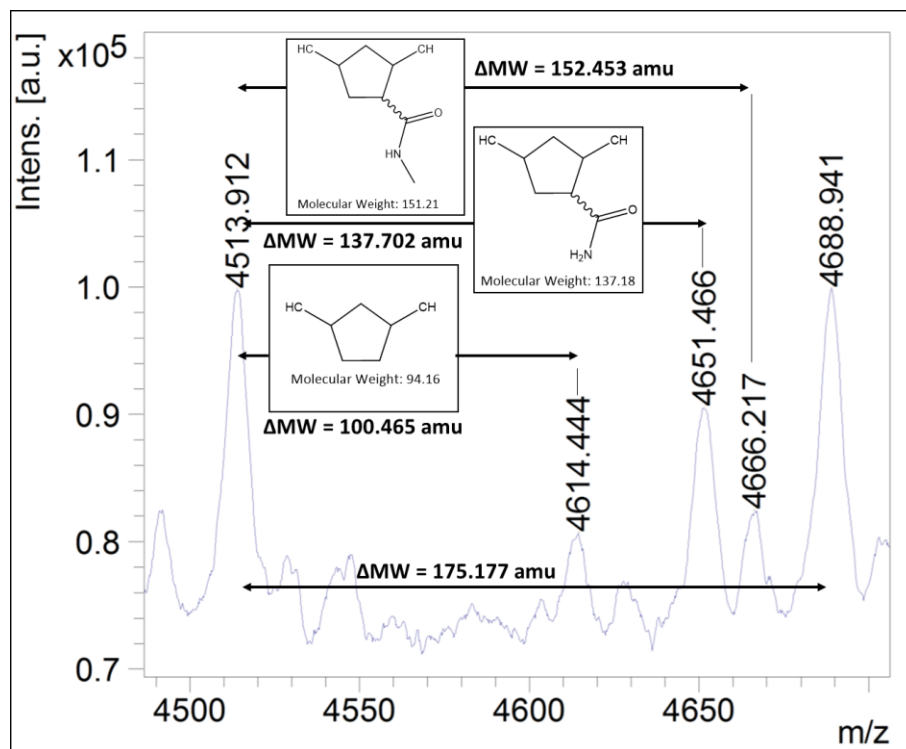 x10⁵
Intens. [a.u.]
1.1
1.0
0.9
0.8
0.7
HC
CH
O
HN
Molecular Weight: 151.21
ΔMW = 152.453 amu
HC
CH
O
H₂N
Molecular Weight: 137.18
ΔMW = 137.702 amu
HC
CH
Molecular Weight: 94.16
ΔMW = 100.465 amu
ΔMW = 175.177 amu
4513.912
4614.444
4651.466
4666.217
4688.941
4500
4550
4600
4650
m/z